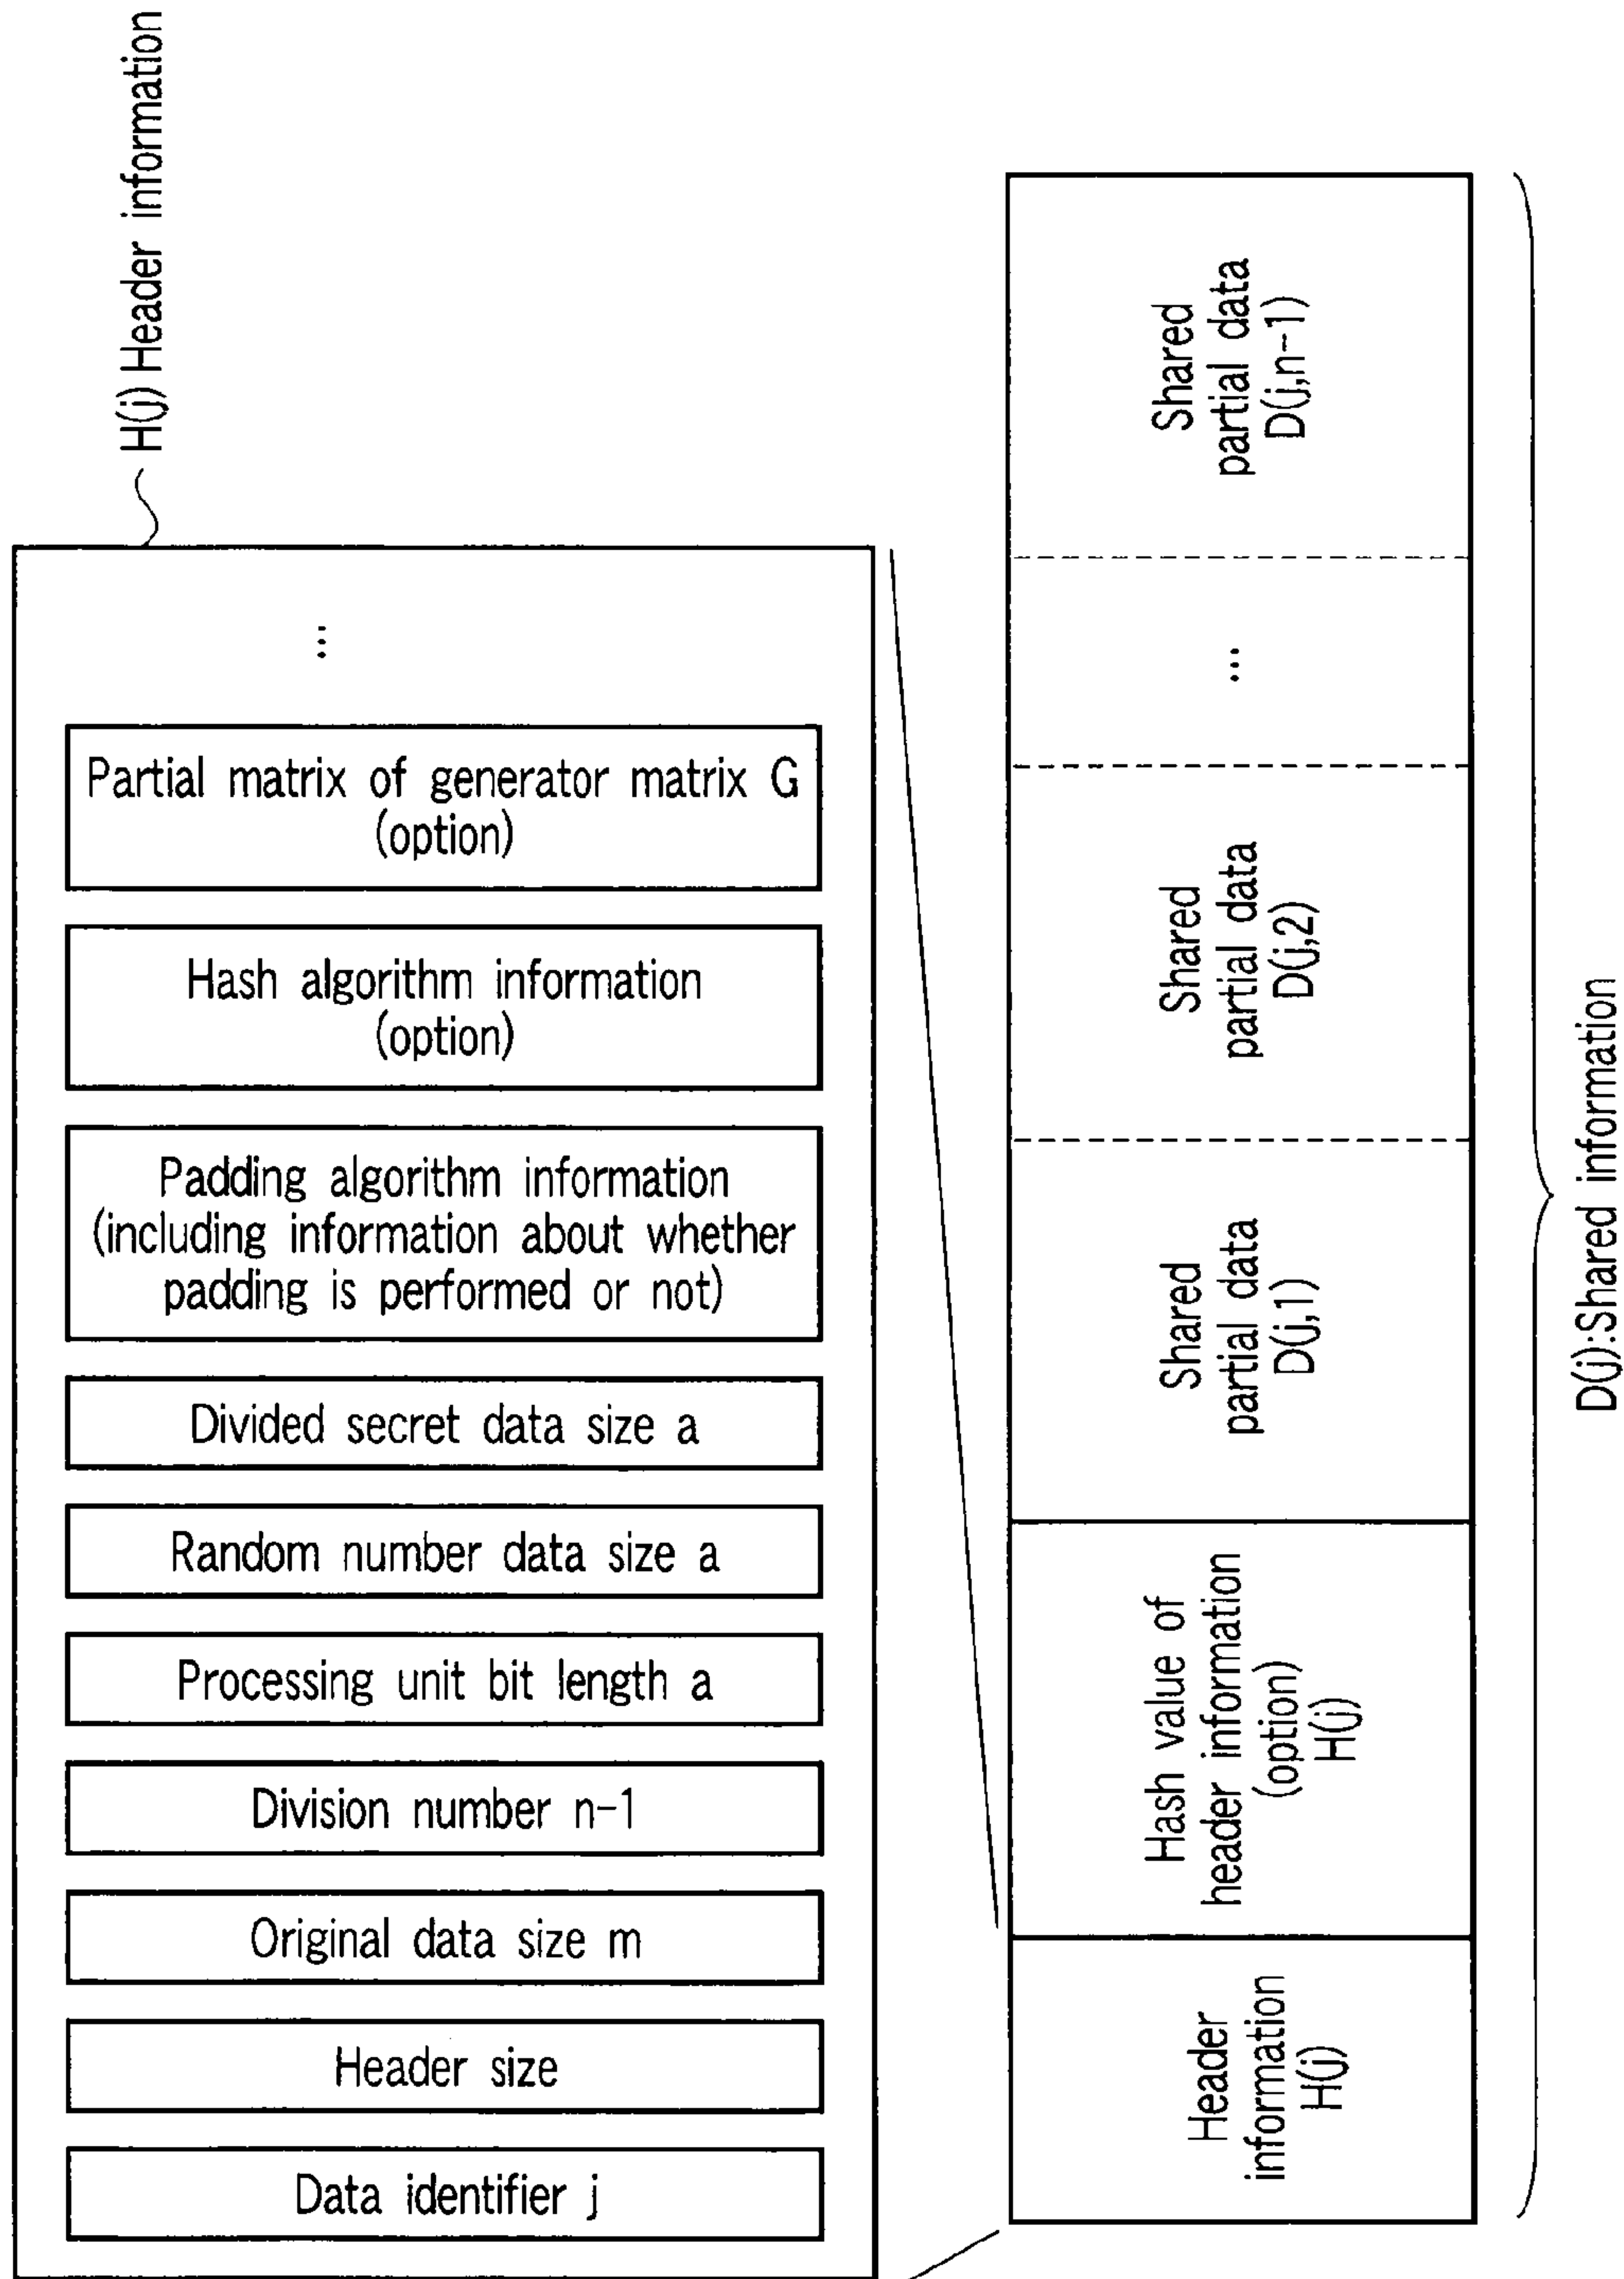 H(j) Header information
Partial matrix of generator matrix G
(option)
Hash algorithm information
(option)
Padding algorithm information
(including information about whether
padding is performed or not)
Divided secret data size a
Random number data size a
Processing unit bit length a
Division number n-1
Original data size m
Header size
Data identifier j
...
Header
information
H(j)
Hash value of
header information
(option)
H(j)
Shared
partial data
D(j,1)
Shared
partial data
D(j,2)
...
Shared
partial data
D(j,n-1)
D(j):Shared information